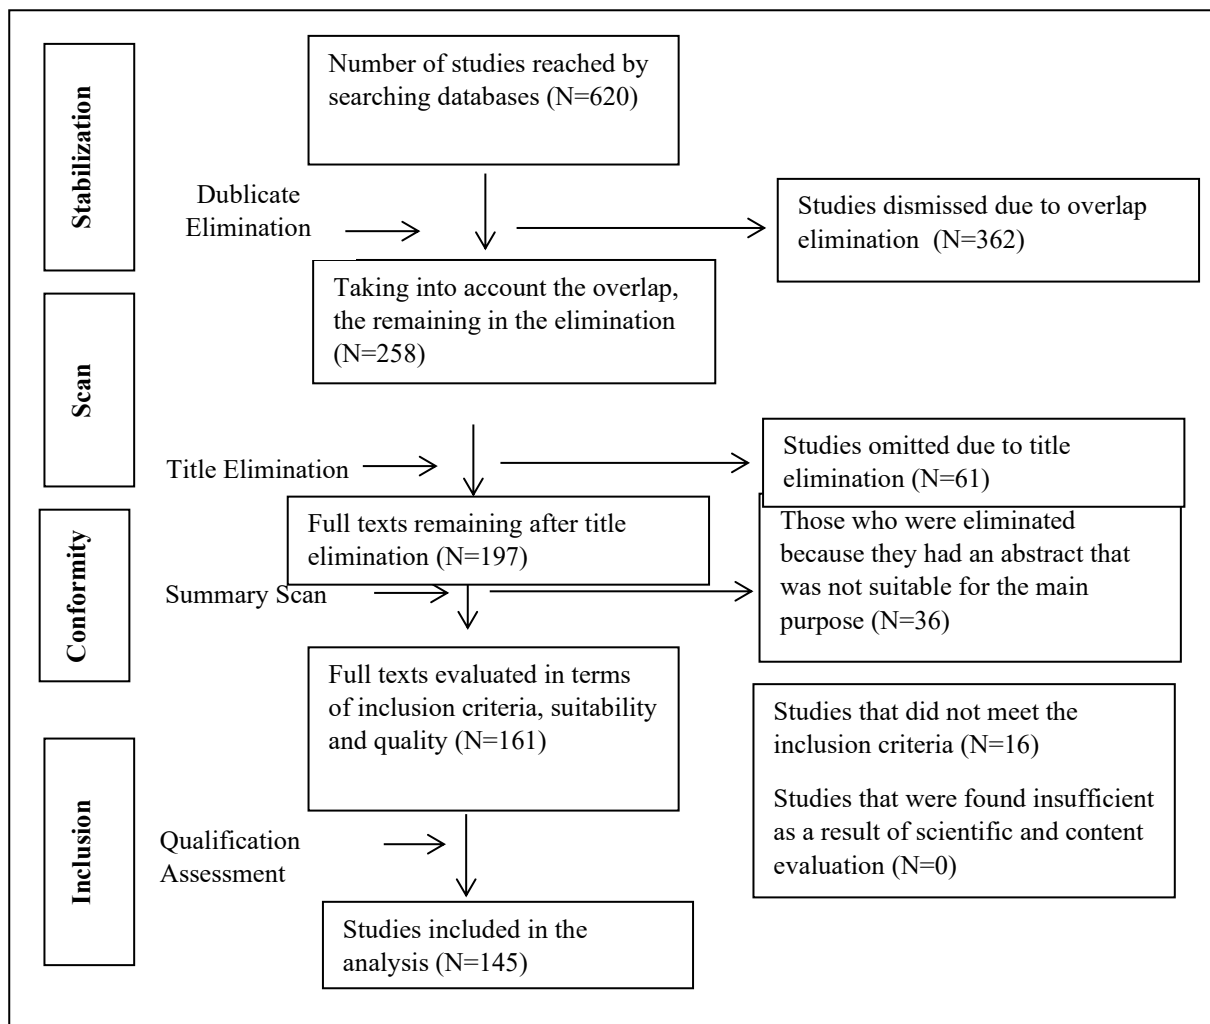 Stabilization
Number of studies reached by
searching databases (N=620)
Dublicate
Elimination
Studies dismissed due to overlap
elimination (N=362)
Scan
Taking into account the overlap,
the remaining in the elimination
(N=258)
Title Elimination
Studies omitted due to title
elimination (N=61)
Conformity
Full texts remaining after title
elimination (N=197)
Summary Scan
Those who were eliminated
because they had an abstract that
was not suitable for the main
purpose (N=36)
Full texts evaluated in terms
of inclusion criteria, suitability
and quality (N=161)
Studies that did not meet the
inclusion criteria (N=16)
Studies that were found insufficient
as a result of scientific and content
evaluation (N=0)
Inclusion
Qualification
Assessment
Studies included in the
analysis (N=145)